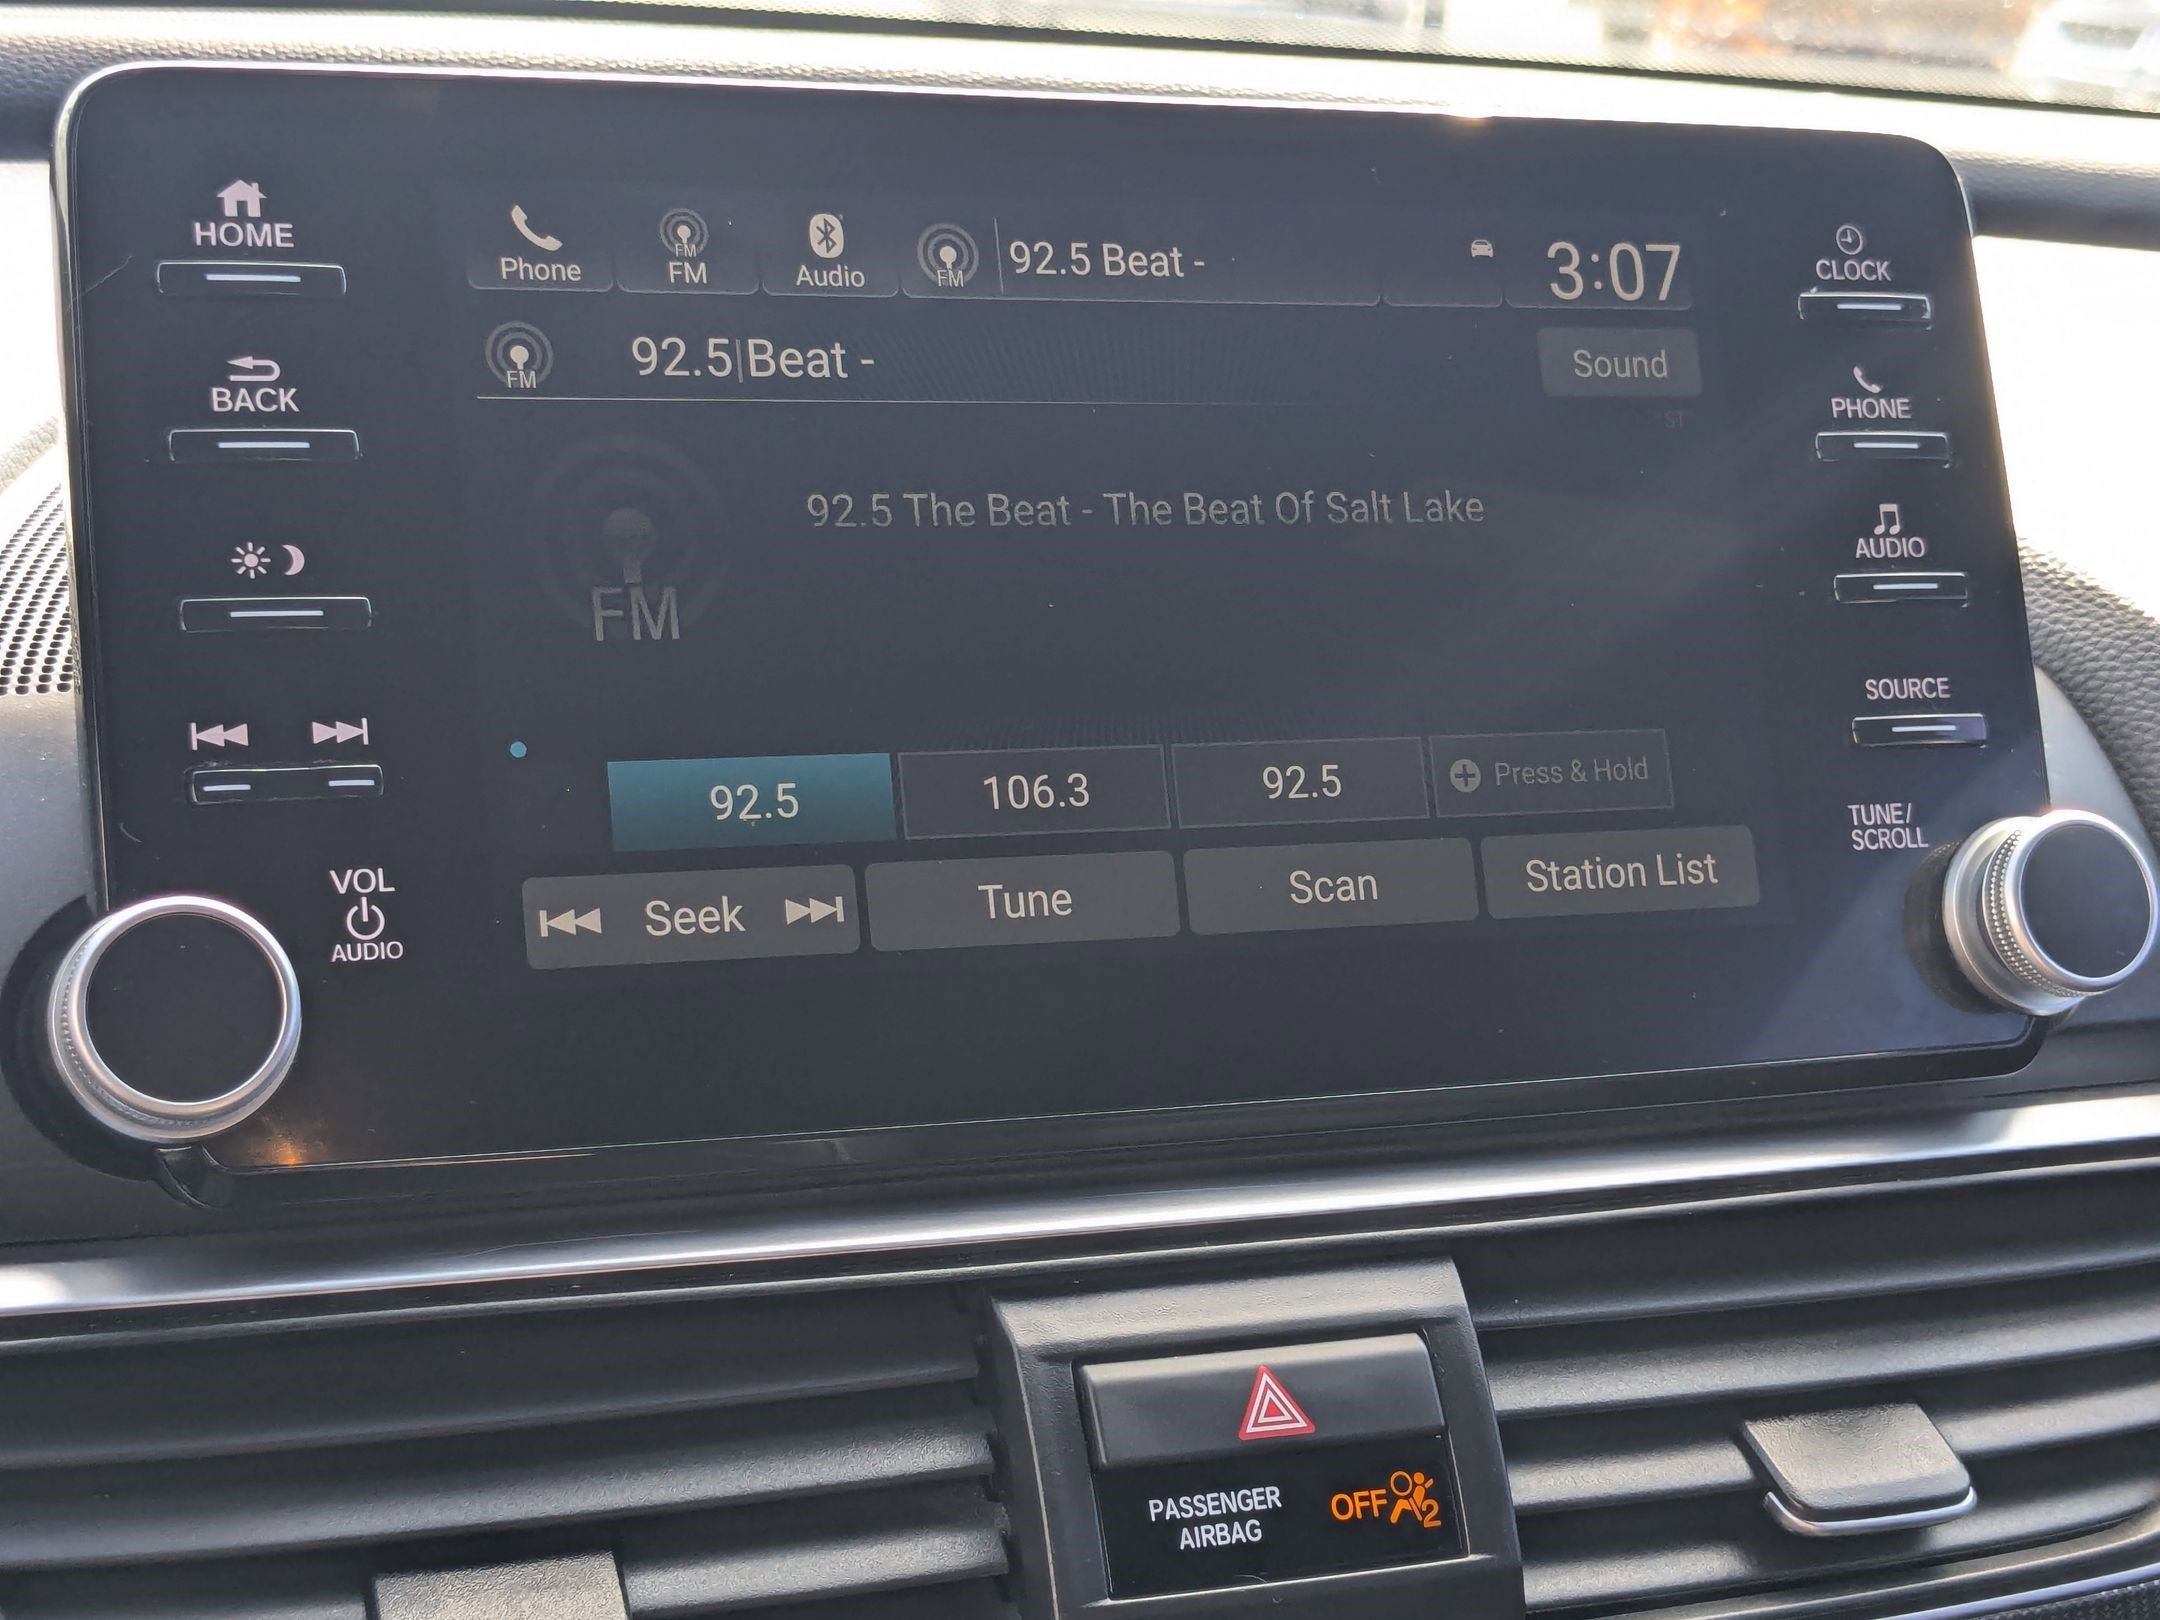 HOME
BACK
VOL
AUDIO
Phone
FM
FM
Audio
FM
92.5 Beat -
3:07
FM
92.5|Beat -
Sound
ST
FM
92.5 The Beat - The Beat Of Salt Lake
92.5
106.3
92.5
Press & Hold
Seek
Tune
Scan
Station List
CLOCK
PHONE
AUDIO
SOURCE
TUNE/
SCROLL
PASSENGER
AIRBAG
OFF
2